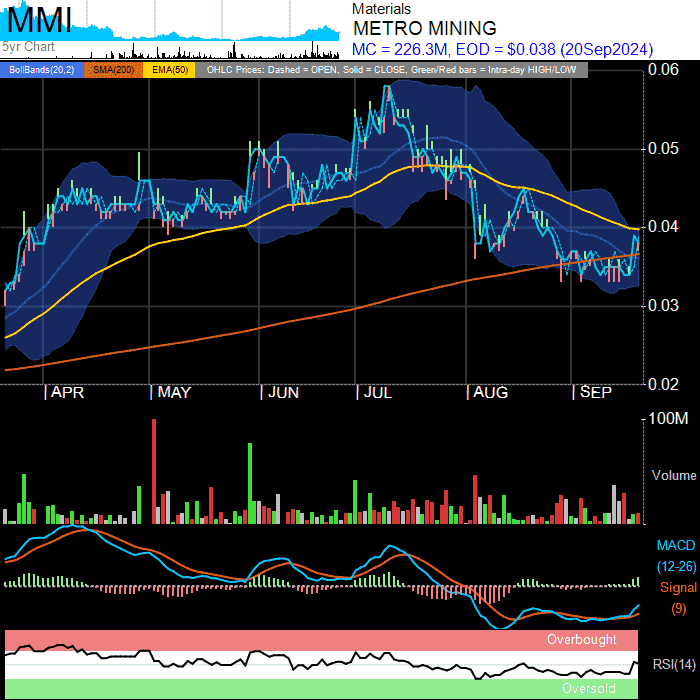 MMI
5yr Chart
Materials
METRO MINING
MC = 226.3M, EOD = $0.038 (20Sep2024)
BollBands(20,2) SMA(200) EMA(50) OHLC Prices: Dashed = OPEN, Solid = CLOSE, Green/Red bars = Intra-day HIGH/LOW
0.06
0.05
0.04
0.03
0.02
| APR | MAY | JUN | JUL | AUG | SEP
100M
Volume
MACD
(12-26)
Signal
(9)
Overbought
RSI(14)
Oversold